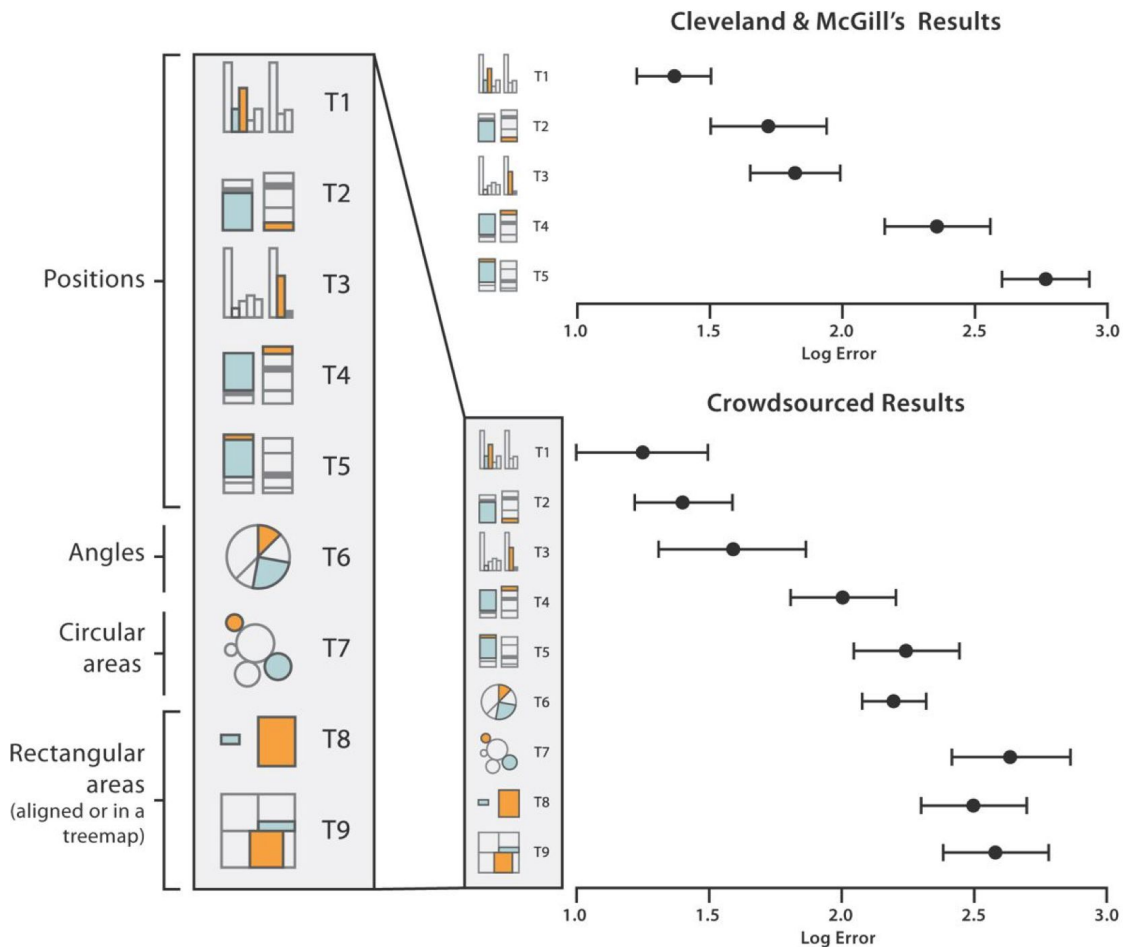 Positions
Angles
Circular
areas
Rectangular
areas
(aligned or in a
treemap)
T1
T2
T3
T4
T5
T6
T7
T8
T9
Cleveland & McGill's Results
T1
T2
T3
T4
T5
1.0 1.5 2.0 2.5 3.0
Log Error
Crowdsourced Results
T1
T2
T3
T4
T5
T6
T7
T8
T9
1.0 1.5 2.0 2.5 3.0
Log Error